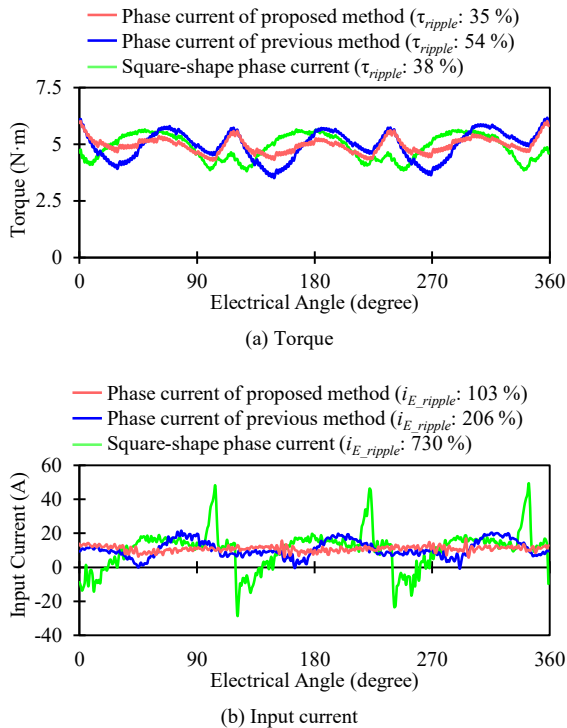 Phase current of proposed method (τripple: 35 %)
Phase current of previous method (τripple: 54 %)
Square-shape phase current (τripple: 38 %)
7.5
5
2.5
0
Torque (N·m)
0 90 180 270 360
Electrical Angle (degree)
(a) Torque
Phase current of proposed method (iE_ripple: 103 %)
Phase current of previous method (iE_ripple: 206 %)
Square-shape phase current (iE_ripple: 730 %)
60
40
20
0
-20
-40
Input Current (A)
0 90 180 270 360
Electrical Angle (degree)
(b) Input current